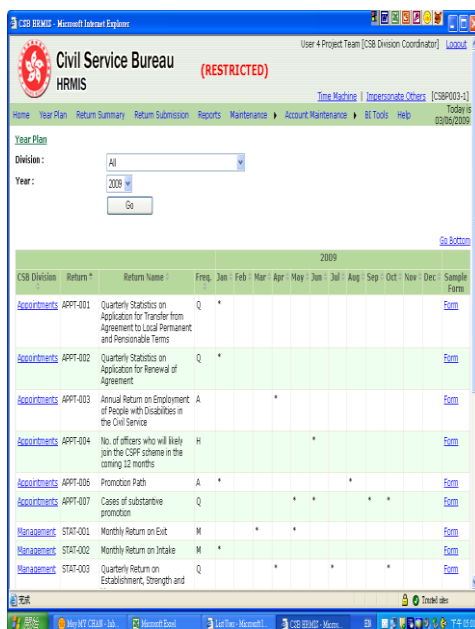 CSB HRMIS - Microsoft Internet Explorer
User 4 Project Team [CSB Division Coordinator] Logout
Civil Service Bureau
HRMIS
(RESTRICTED)
Time Machine | Impersonate Others [CSBP003-1]
Home Year Plan Return Summary Return Submission Reports Maintenance Account Maintenance BI Tools Help
Today is
03/06/2009
Year Plan
Division :
All
Year :
2009
Go
Go Bottom
2009
CSB Division Return Return Name Freq. Jan Feb Mar Apr May Jun Jul Aug Sep Oct Nov Dec Sample Form
Appointments APPT-001 Quarterly Statistics on Q * Form
Application for Transfer from
Agreement to Local Permanent
and Pensionable Terms
Appointments APPT-002 Quarterly Statistics on Q * Form
Application for Renewal of
Agreement
Appointments APPT-003 Annual Return on Employment A * Form
of People with Disabilities in
the Civil Service
Appointments APPT-004 No. of officers who will likely H * Form
join the CSPF scheme in the
coming 12 months
Appointments APPT-006 Promotion Path A * * Form
Appointments APPT-007 Cases of substantive Q * * * * Form
promotion
Management STAT-001 Monthly Return on Exit M * * Form
Management STAT-002 Monthly Return on Intake M * Form
Management STAT-003 Quarterly Return on Q * * * Form
Establishment, Strength and
完成
Trusted sites
開始
Microsoft Excel
EN